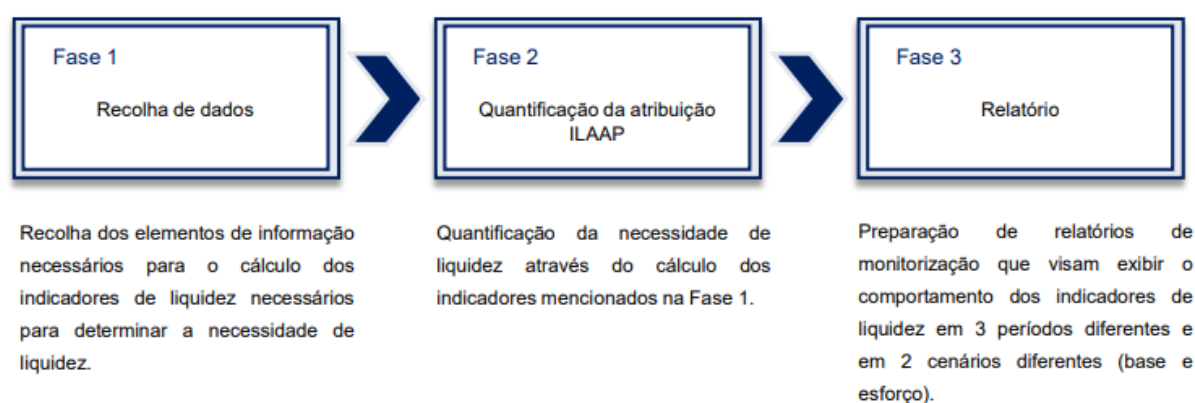 Fase 1
Recolha de dados
Fase 2
Quantificação da atribuição
ILAAP
Fase 3
Relatório
Recolha dos elementos de informação
necessários para o cálculo dos
indicadores de liquidez necessários
para determinar a necessidade de
liquidez.
Quantificação da necessidade de
liquidez através do cálculo dos
indicadores mencionados na Fase 1.
Preparação de relatórios de
monitorização que visam exibir o
comportamento dos indicadores de
liquidez em 3 períodos diferentes e
em 2 cenários diferentes (base e
esforço).